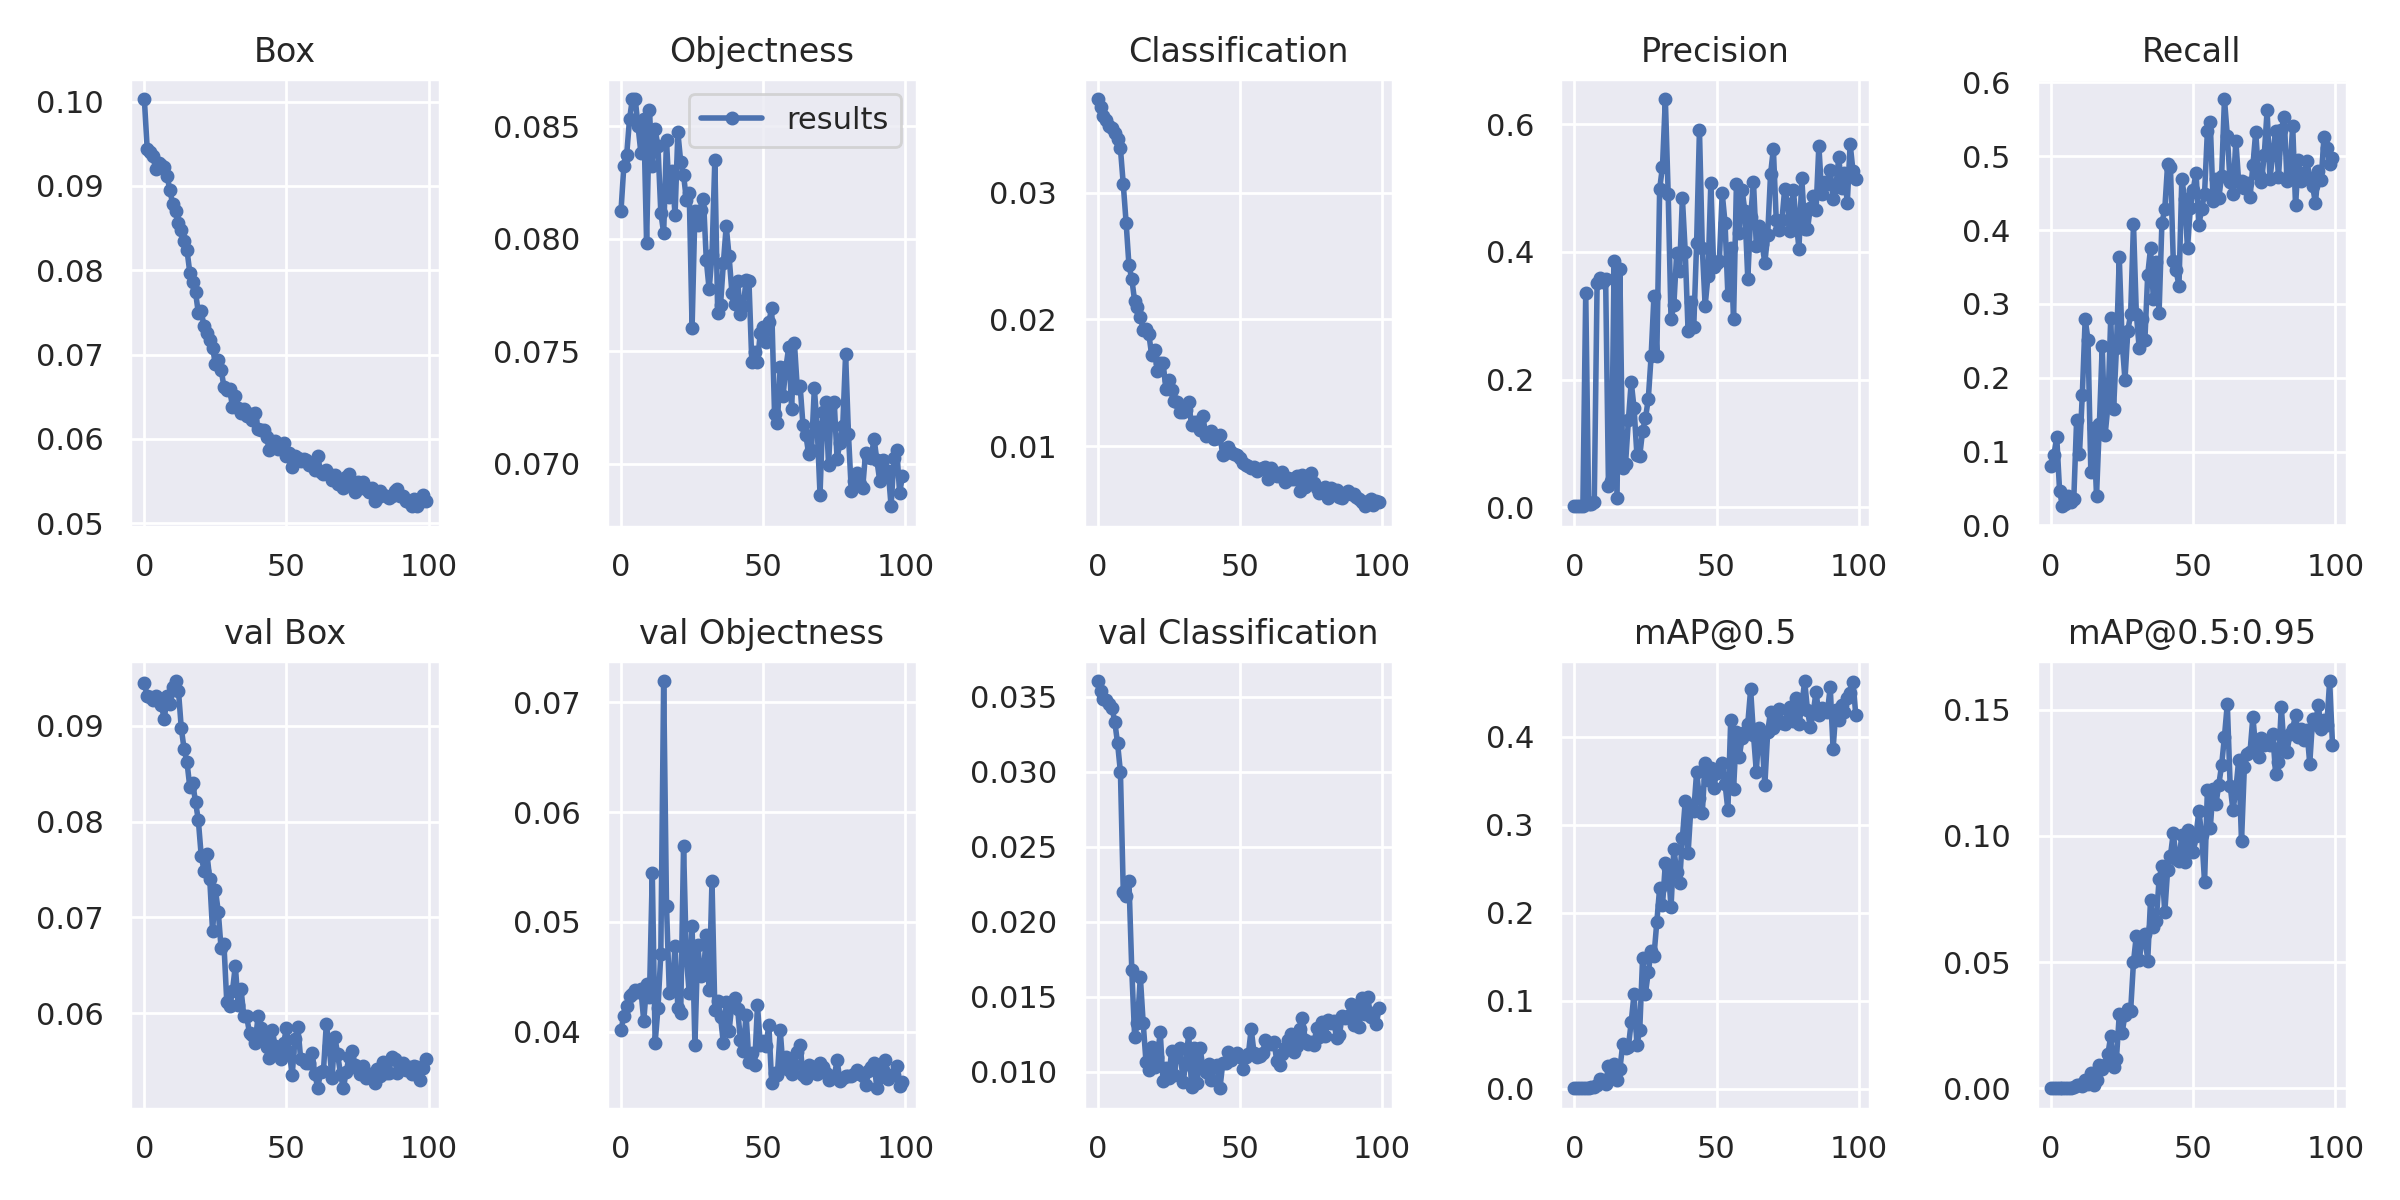 Box
0.10
0.09
0.08
0.07
0.06
0.05
0 50 100
Objectness
results
0.085
0.080
0.075
0.070
0 50 100
Classification
0.03
0.02
0.01
0 50 100
Precision
0.6
0.4
0.2
0.0
0 50 100
Recall
0.6
0.5
0.4
0.3
0.2
0.1
0.0
0 50 100
val Box
0.09
0.08
0.07
0.06
0 50 100
val Objectness
0.07
0.06
0.05
0.04
0 50 100
val Classification
0.035
0.030
0.025
0.020
0.015
0.010
0 50 100
mAP@0.5
0.4
0.3
0.2
0.1
0.0
0 50 100
mAP@0.5:0.95
0.15
0.10
0.05
0.00
0 50 100